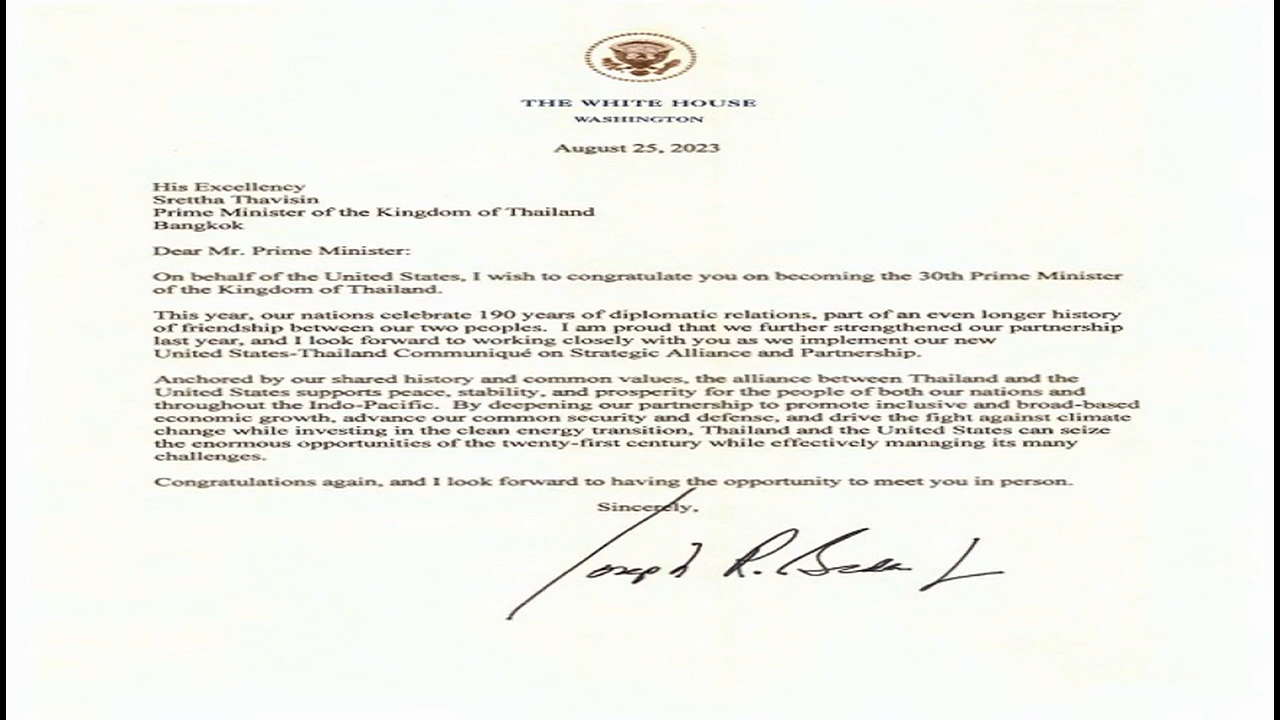 THE WHITE HOUSE
WASHINGTON
August 25, 2023
His Excellency
Srettha Thavisin
Prime Minister of the Kingdom of Thailand
Bangkok
Dear Mr. Prime Minister:
On behalf of the United States, I wish to congratulate you on becoming the 30th Prime Minister
of the Kingdom of Thailand.
This year, our nations celebrate 190 years of diplomatic relations, part of an even longer history
of friendship between our two peoples.  I am proud that we further strengthened our partnership
last year, and I look forward to working closely with you as we implement our new
United States-Thailand Communiqué on Strategic Alliance and Partnership.
Anchored by our shared history and common values, the alliance between Thailand and the
United States supports peace, stability, and prosperity for the people of both our nations and
throughout the Indo-Pacific.  By deepening our partnership to promote inclusive and broad-based
economic growth, advance our common security and defense, and drive the fight against climate
change while investing in the clean energy transition, Thailand and the United States can seize
the enormous opportunities of the twenty-first century while effectively managing its many
challenges.
Congratulations again, and I look forward to having the opportunity to meet you in person.
Sincerely,
Joseph R. Biden Jr